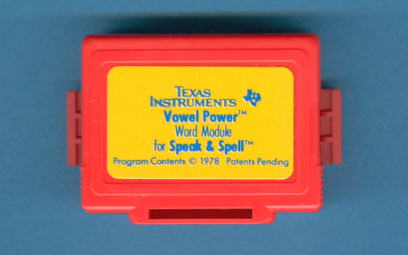 TEXAS
INSTRUMENTS
Vowel Power™
Word Module
for Speak & Spell™
Program Contents © 1978 Patents Pending